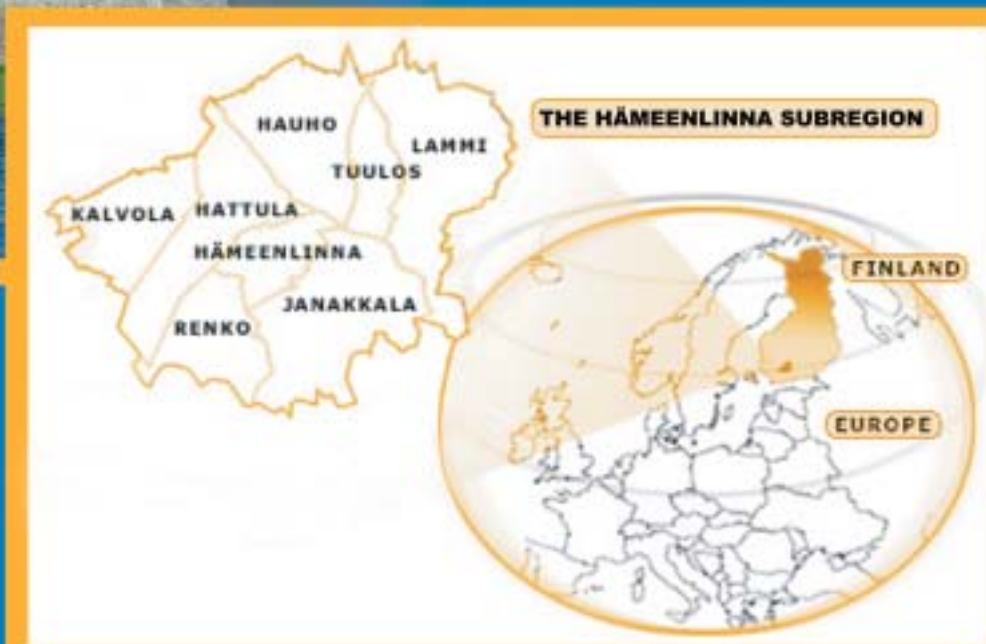 THE HÄMEENLINNA SUBREGION
HAUHO
LAMMI
TUULOS
KALVOLA
HATTULA
HÄMEENLINNA
JANAKKALA
RENKO
FINLAND
EUROPE